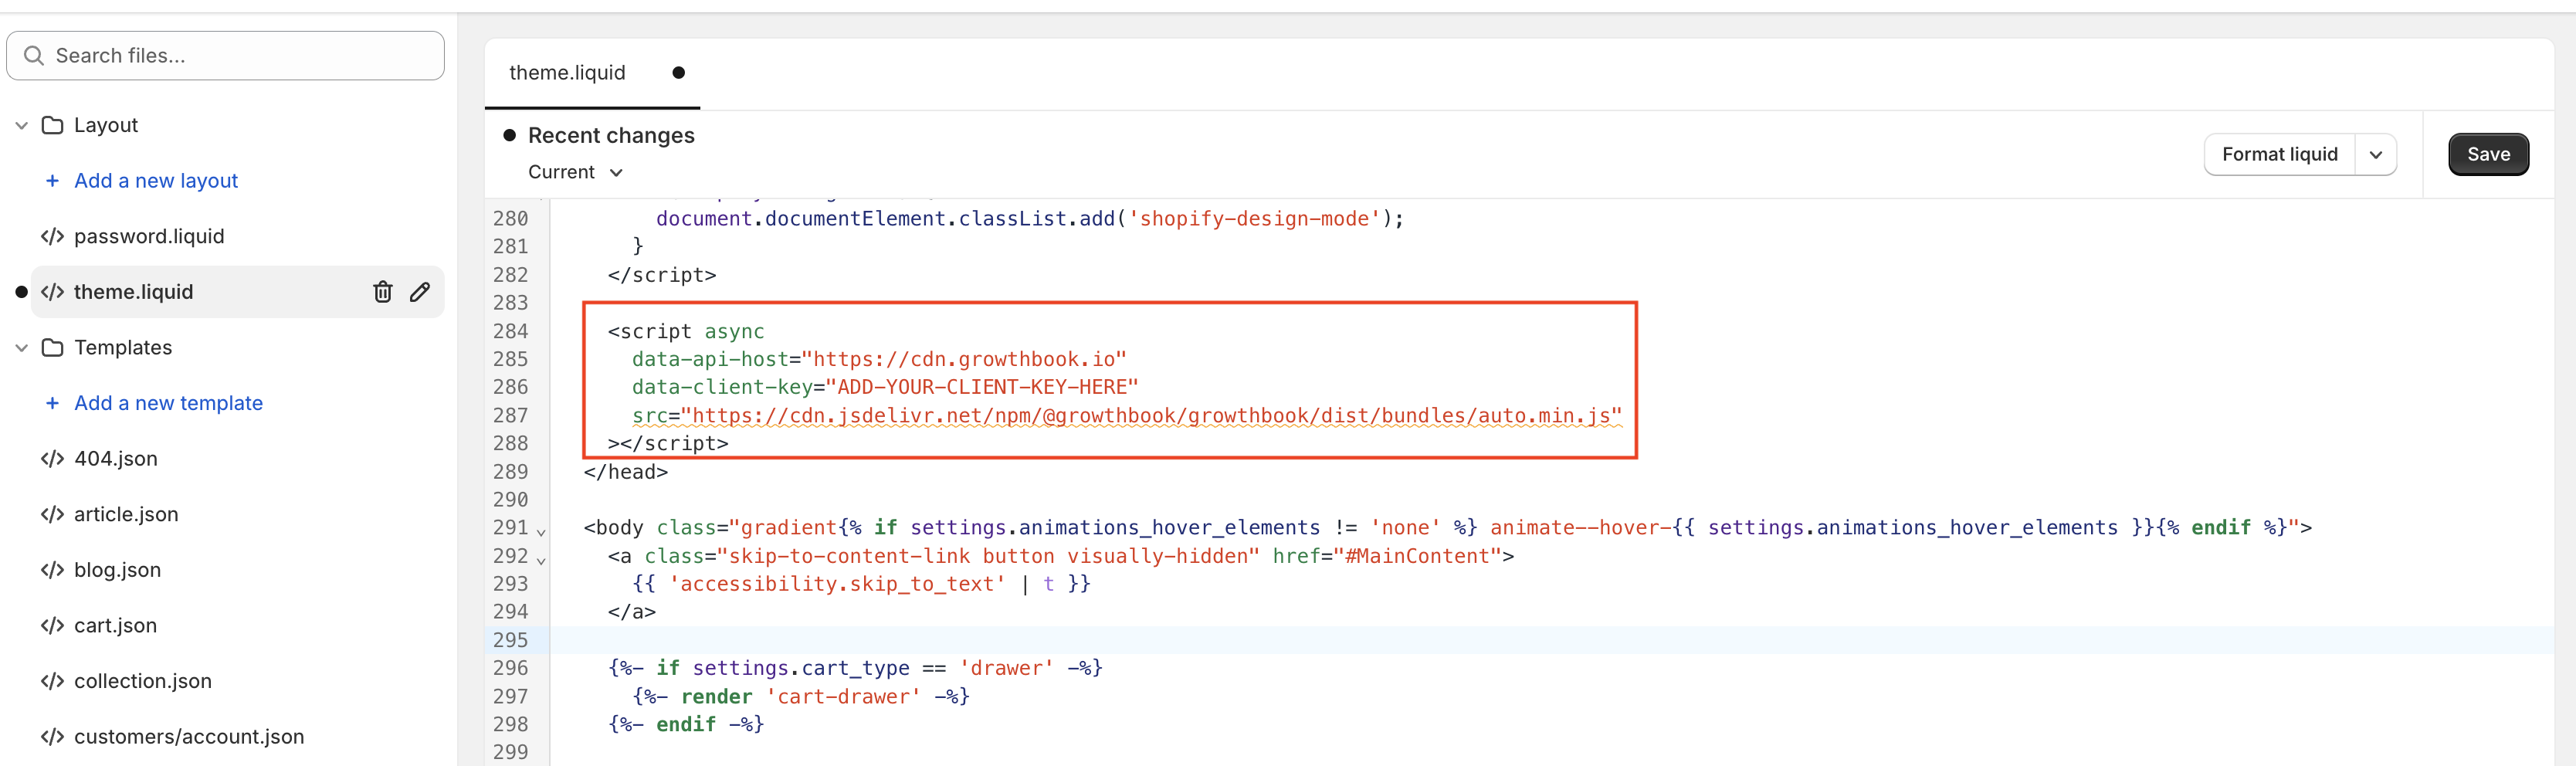 Search files...
Layout
Add a new layout
password.liquid
theme.liquid
Templates
Add a new template
404.json
article.json
blog.json
cart.json
collection.json
customers/account.json
theme.liquid
Recent changes
Current
Format liquid
Save
280 document.documentElement.classList.add('shopify-design-mode');
281 }
282 </script>
283
284 <script async
285 data-api-host="https://cdn.growthbook.io"
286 data-client-key="ADD-YOUR-CLIENT-KEY-HERE"
287 src="https://cdn.jsdelivr.net/npm/@growthbook/growthbook/dist/bundles/auto.min.js"
288 ></script>
289 </head>
290
291 <body class="gradient{% if settings.animations_hover_elements != 'none' %} animate--hover-{{ settings.animations_hover_elements }}{% endif %}">
292 <a class="skip-to-content-link button visually-hidden" href="#MainContent">
293 {{ 'accessibility.skip_to_text' | t }}
294 </a>
295
296 {%- if settings.cart_type == 'drawer' -%}
297 {%- render 'cart-drawer' -%}
298 {%- endif -%}
299